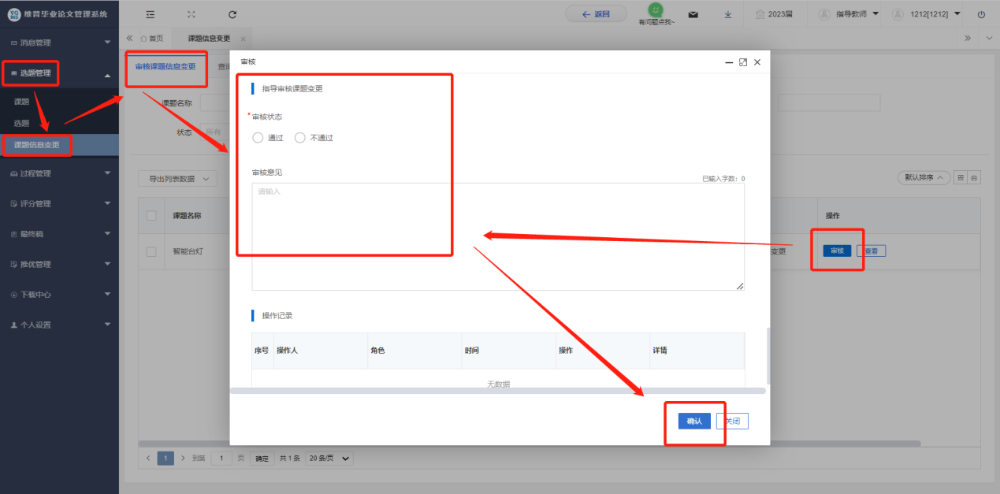 维普毕业论文管理系统
返回
有问题点我~
2023届
指导教师
1212[1212]
消息管理
选题管理
课题
选题
课题信息变更
过程管理
评分管理
最终稿
推优管理
下载中心
个人设置
首页
课题信息变更
审核课题信息变更
查询
课题名称
状态
所有
导出列表数据
默认排序
课题名称
操作
智能台灯
变更
审核
查看
审核
指导审核课题变更
*审核状态
通过
不通过
审核意见
已输入字数: 0
请输入
操作记录
序号
操作人
角色
时间
操作
详情
无数据
确认
关闭
1
到第
1
页
确定
共 1 条
20 条/页